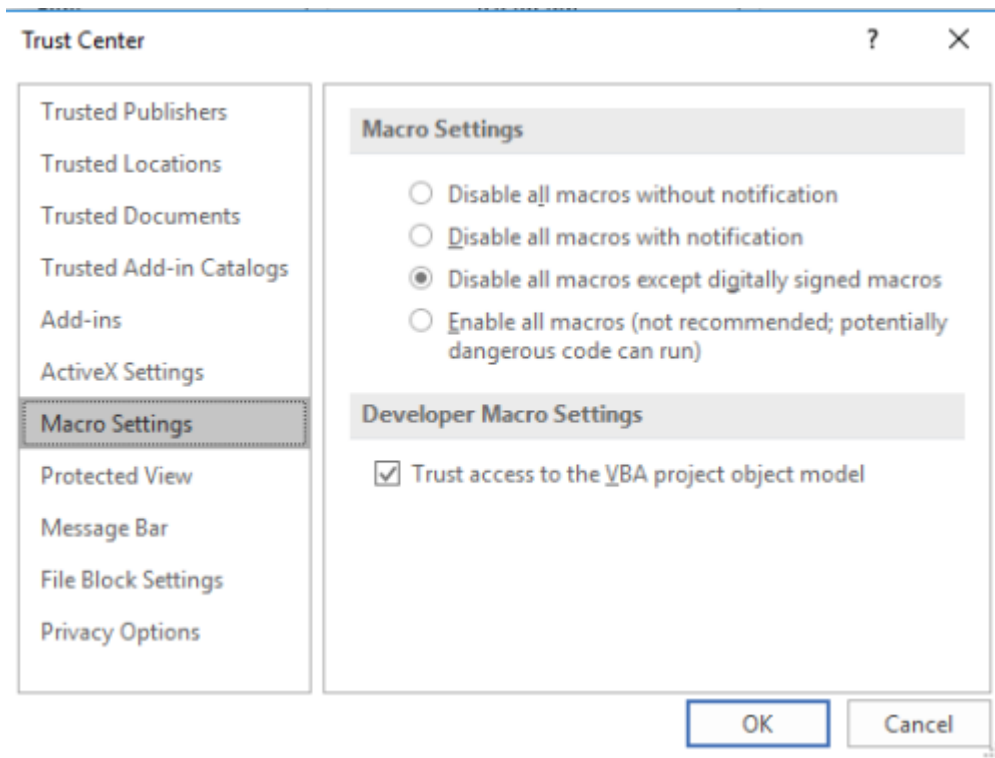 Trust Center
?
Trusted Publishers
Trusted Locations
Trusted Documents
Trusted Add-in Catalogs
Add-ins
ActiveX Settings
Macro Settings
Protected View
Message Bar
File Block Settings
Privacy Options
Macro Settings
Disable all macros without notification
Disable all macros with notification
Disable all macros except digitally signed macros
Enable all macros (not recommended; potentially
dangerous code can run)
Developer Macro Settings
Trust access to the VBA project object model
OK
Cancel